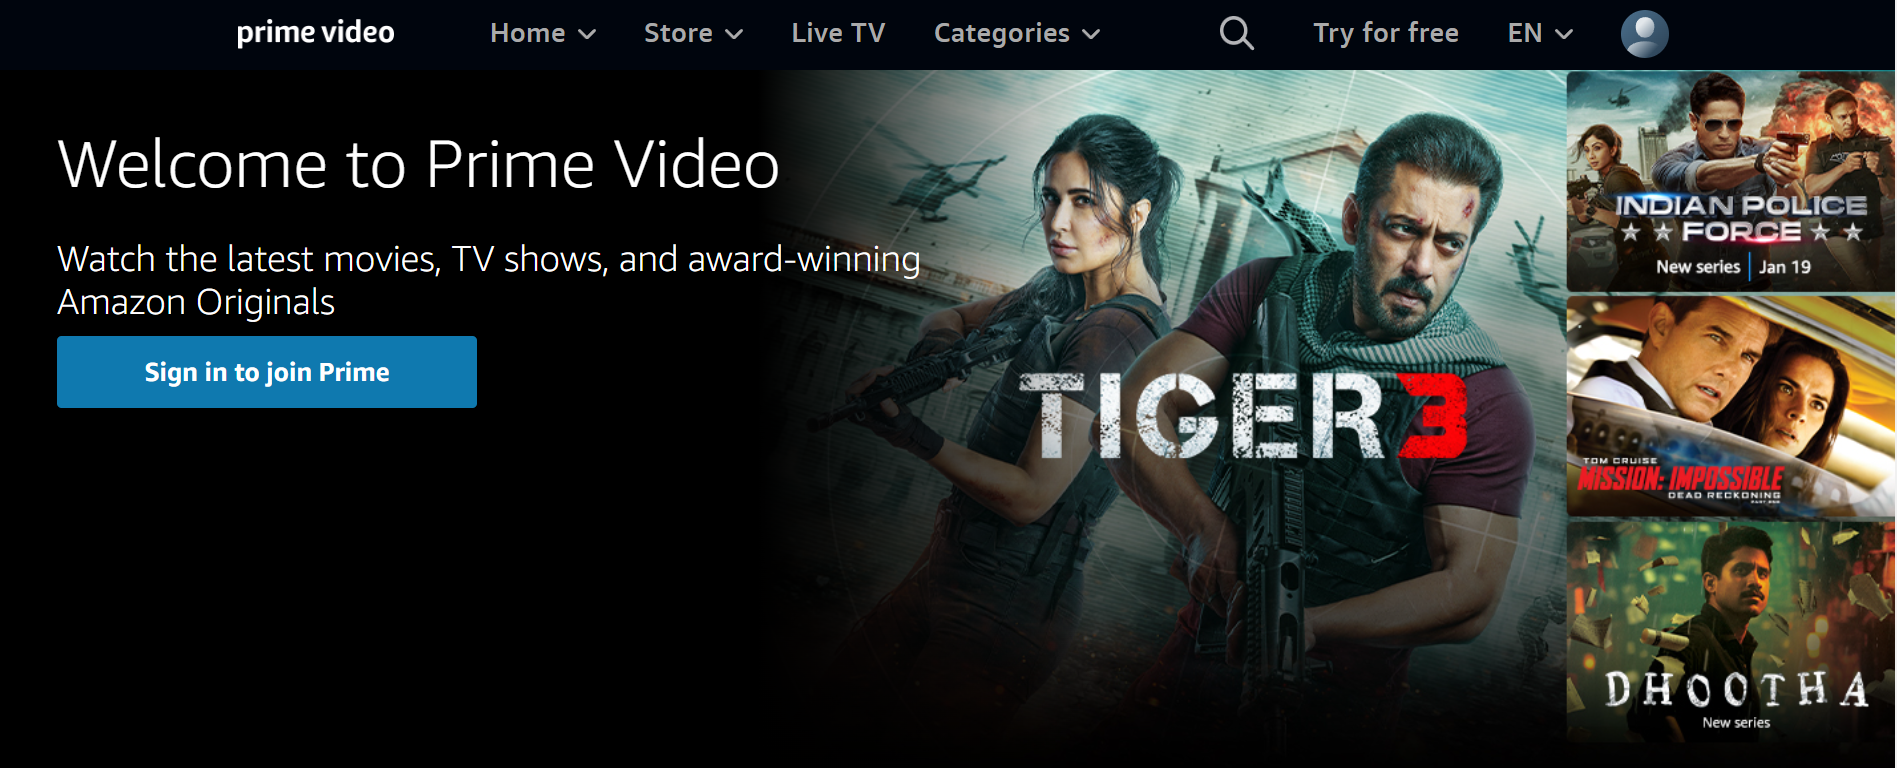 prime video
Home
Store
Live TV
Categories
Try for free
EN
Welcome to Prime Video
Watch the latest movies, TV shows, and award-winning
Amazon Originals
Sign in to join Prime
TIGER 3
INDIAN POLICE
FORCE
New series | Jan 19
TOM CRUISE
MISSION: IMPOSSIBLE
DEAD RECKONING
PART ONE
DHOOTHA
New series